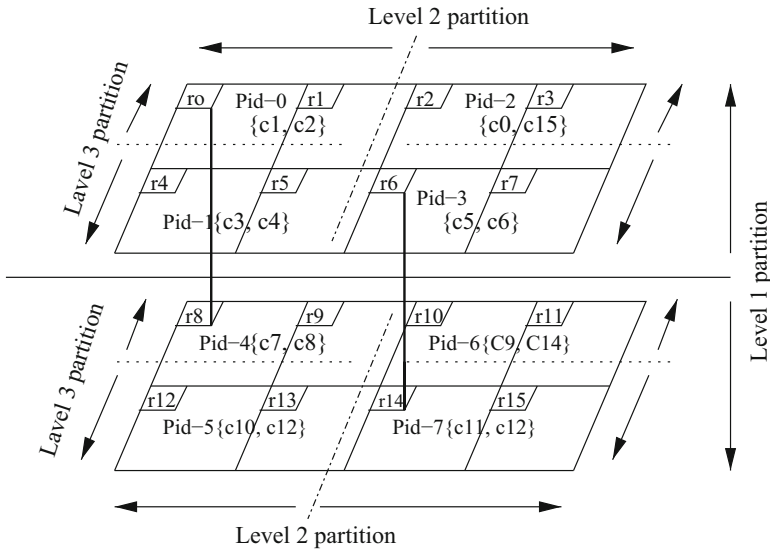 Level 2 partition
Lavel 3 partition
ro Pid−0 r1 r2 Pid−2 r3
{c1, c2} {c0, c15}
r4 r5 r6 Pid−3 r7
Pid−1{c3, c4} {c5, c6}
Level 1 partition
Lavel 3 partition
r8 r9 r10 r11
Pid−4{c7, c8} Pid−6{C9, C14}
r12 r13 r14 r15
Pid−5{c10, c12} Pid−7{c11, c12}
Level 2 partition